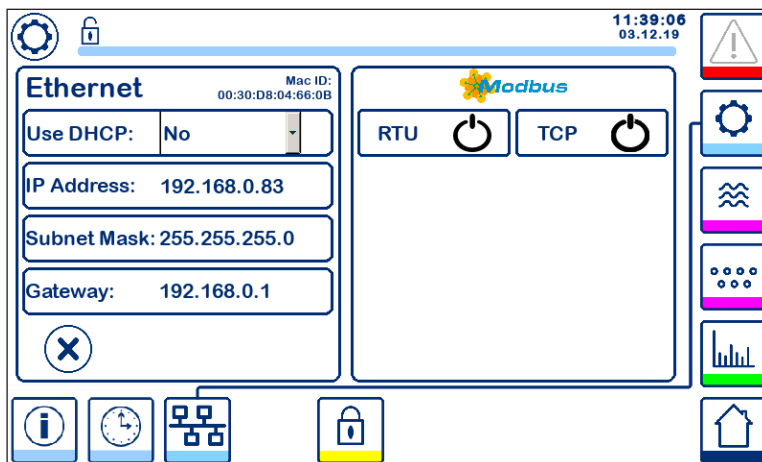 11:39:06
03.12.19
Ethernet
Mac ID:
00:30:D8:04:66:0B
Use DHCP: No
IP Address: 192.168.0.83
Subnet Mask: 255.255.255.0
Gateway: 192.168.0.1
Modbus
RTU TCP